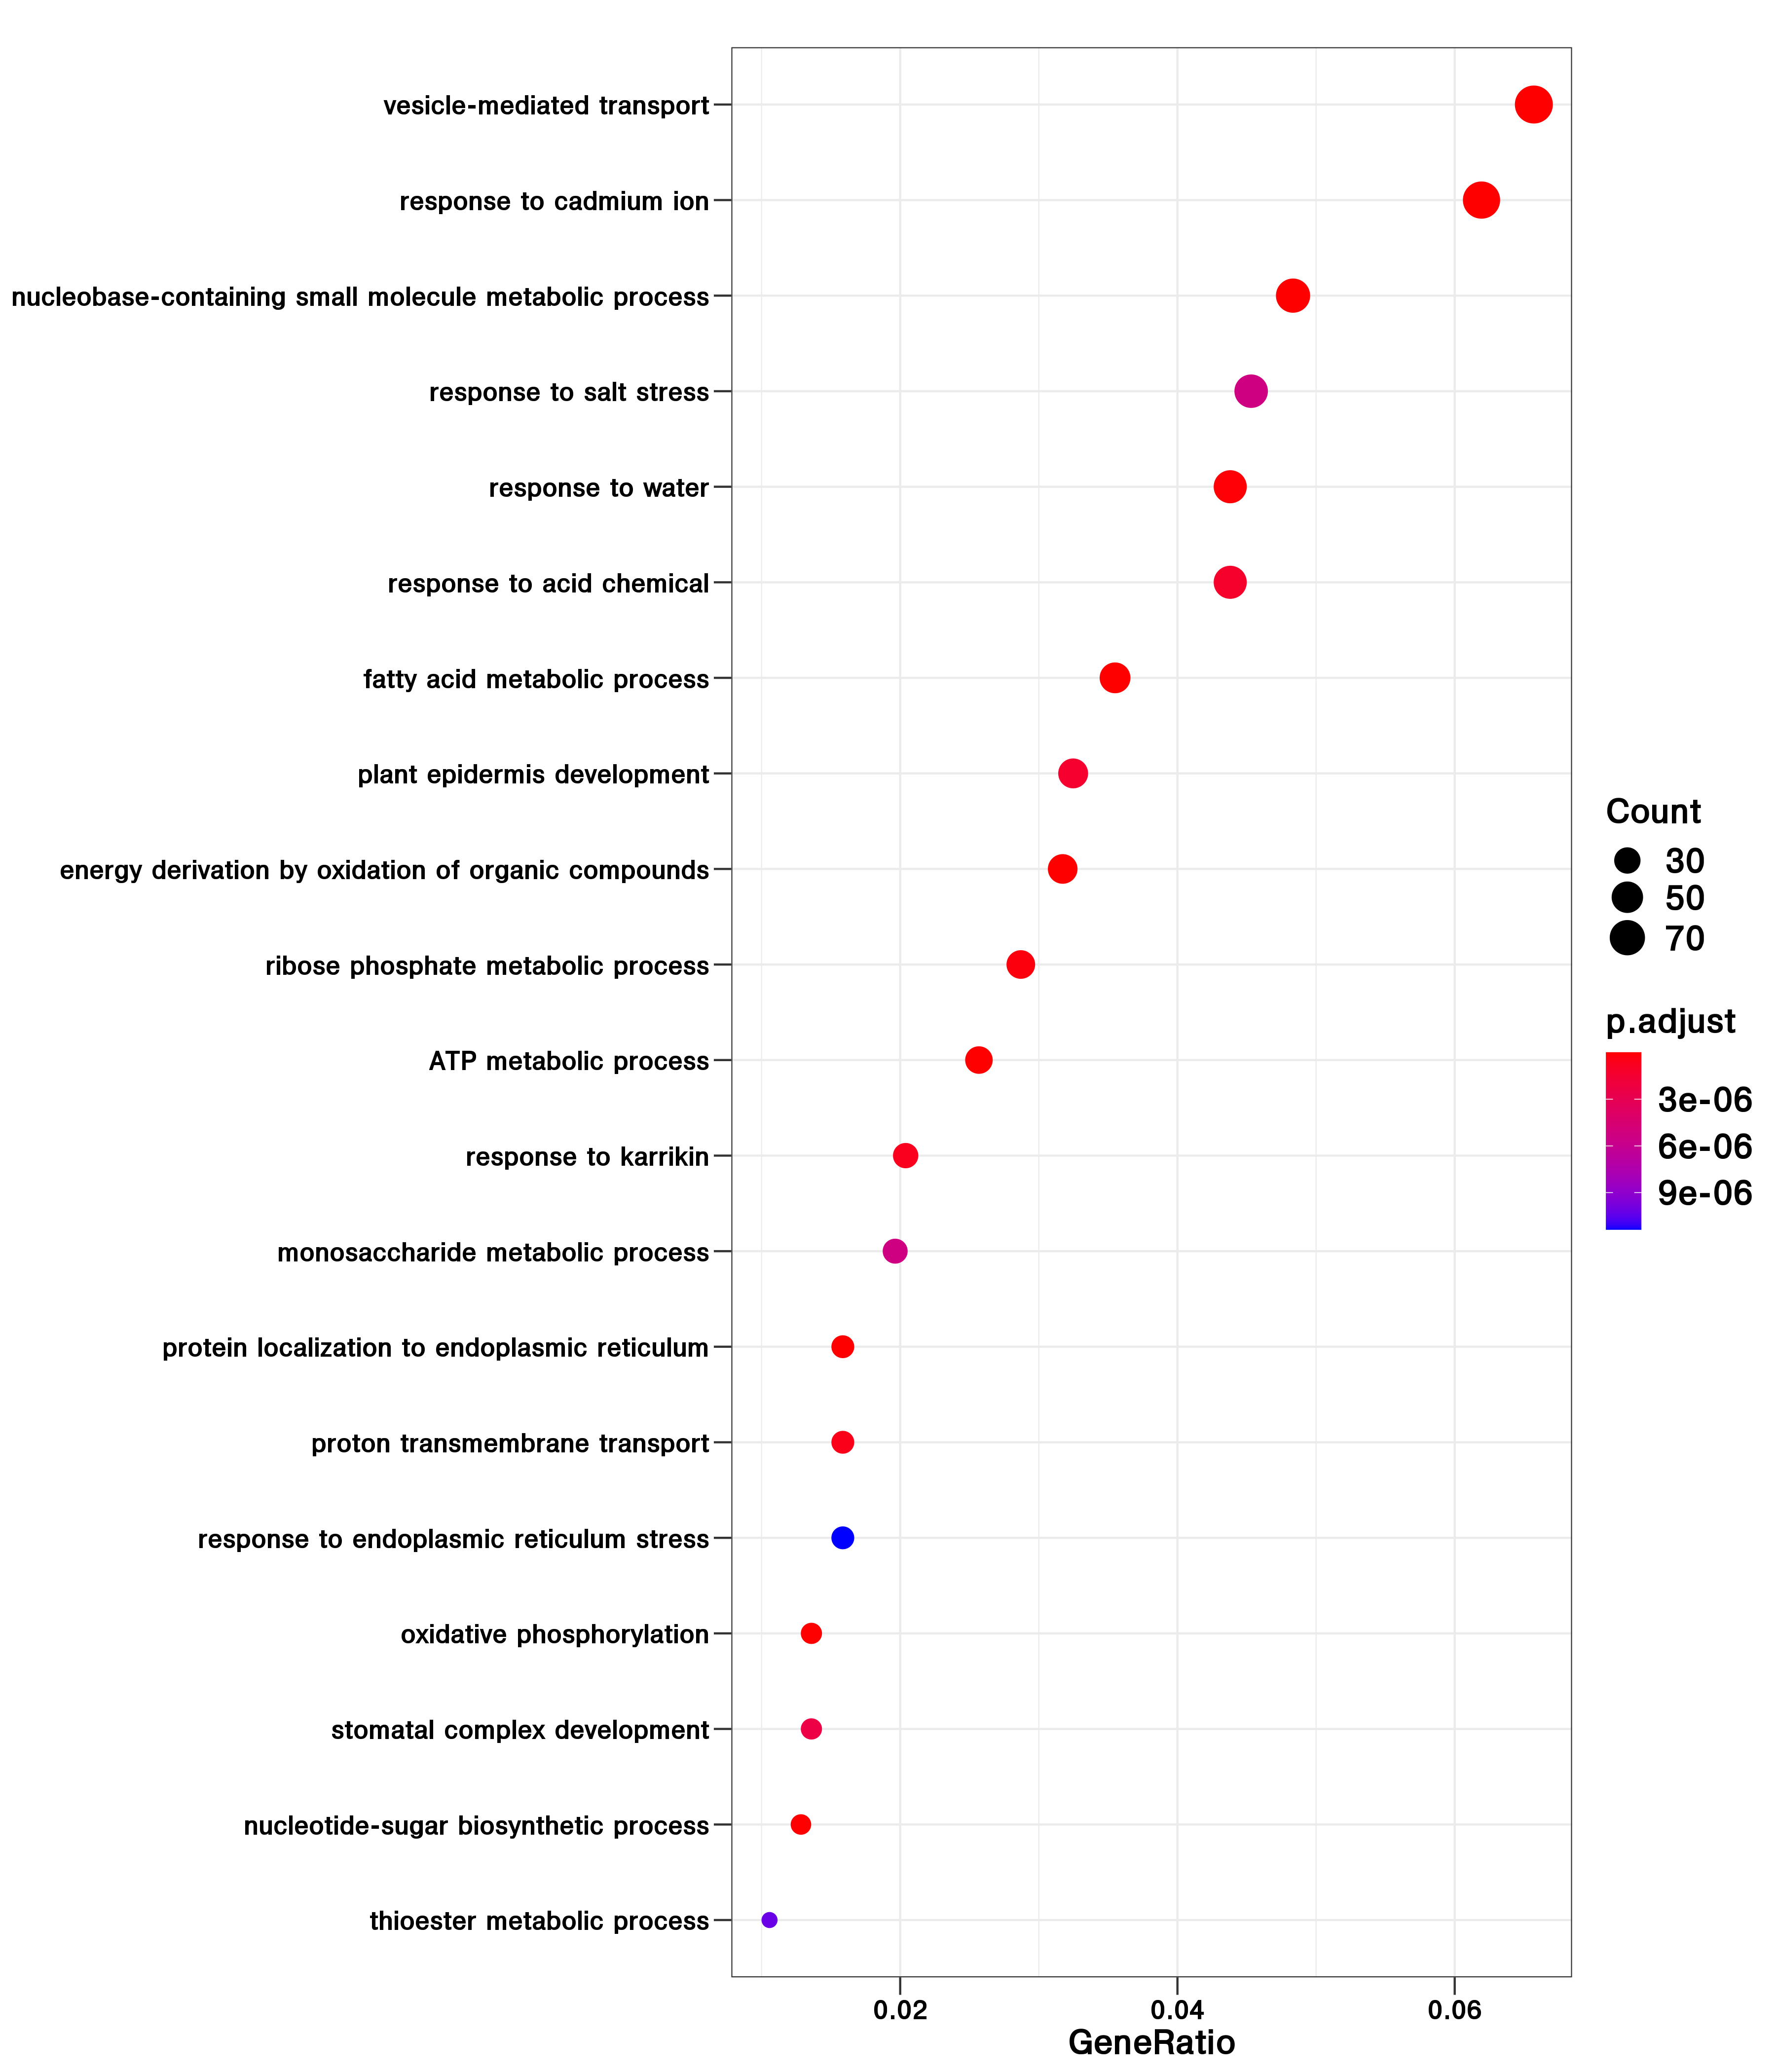 vesicle-mediated transport
response to cadmium ion
nucleobase-containing small molecule metabolic process
response to salt stress
response to water
response to acid chemical
fatty acid metabolic process
plant epidermis development
energy derivation by oxidation of organic compounds
ribose phosphate metabolic process
ATP metabolic process
response to karrikin
monosaccharide metabolic process
protein localization to endoplasmic reticulum
proton transmembrane transport
response to endoplasmic reticulum stress
oxidative phosphorylation
stomatal complex development
nucleotide-sugar biosynthetic process
thioester metabolic process
0.02 0.04 0.06
GeneRatio
Count
30
50
70
p.adjust
3e-06
6e-06
9e-06